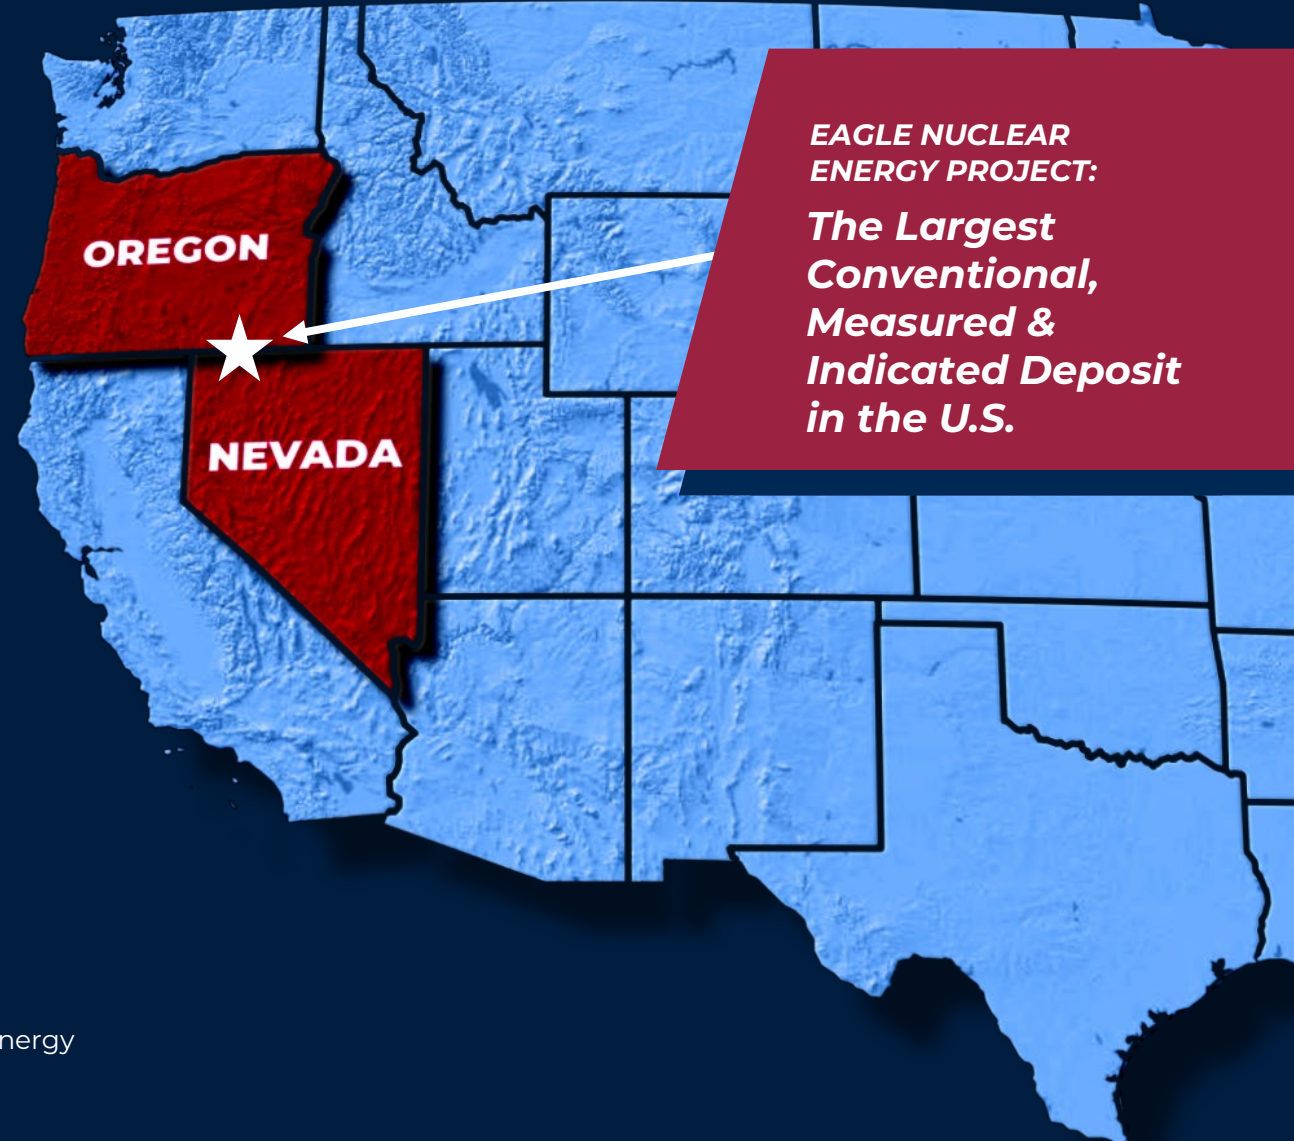 EAGLE NUCLEAR
ENERGY PROJECT:
The Largest
Conventional,
Measured &
Indicated Deposit
in the U.S.
OREGON
NEVADA
nergy